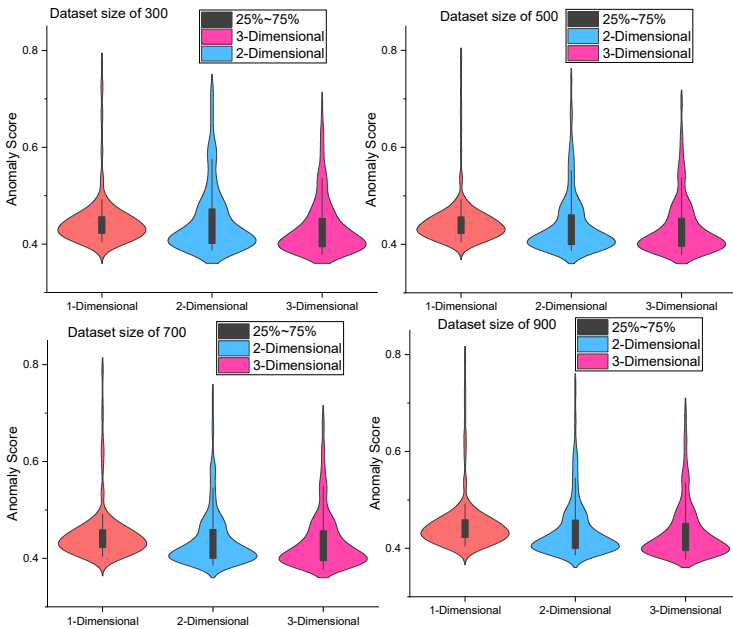 Dataset size of 300
25%~75%
3-Dimensional
2-Dimensional
0.8
0.6
0.4
Anomaly Score
1-Dimensional 2-Dimensional 3-Dimensional
Dataset size of 500
25%~75%
2-Dimensional
3-Dimensional
0.8
0.6
0.4
Anomaly Score
1-Dimensional 2-Dimensional 3-Dimensional
Dataset size of 700
25%~75%
2-Dimensional
3-Dimensional
0.8
0.6
0.4
Anomaly Score
1-Dimensional 2-Dimensional 3-Dimensional
Dataset size of 900
25%~75%
2-Dimensional
3-Dimensional
0.8
0.6
0.4
Anomaly Score
1-Dimensional 2-Dimensional 3-Dimensional